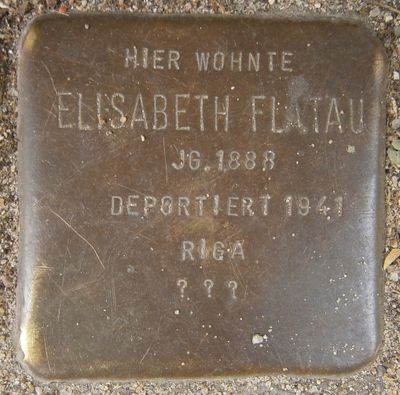 HIER WOHNTE
ELISABETH FLATAU
JG. 1888
DEPORTIERT 1941
RIGA
? ? ?